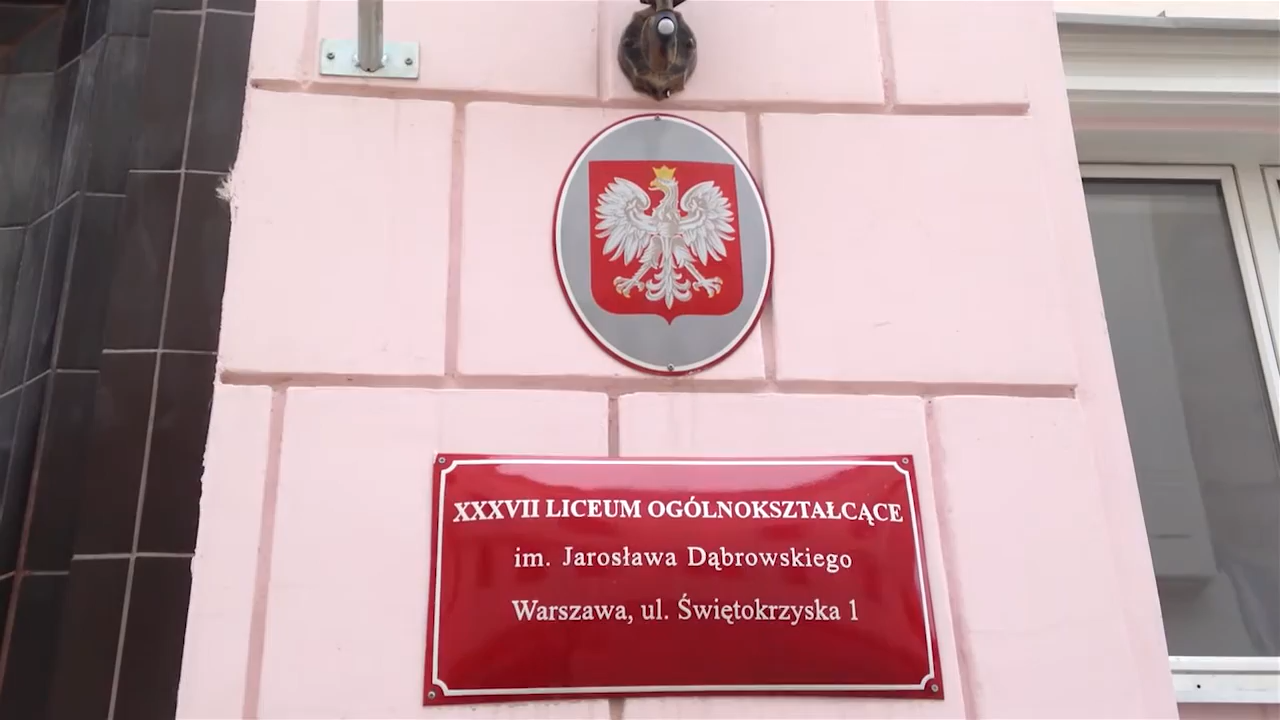 XXXVII LICEUM OGÓLNOKSZTAŁCĄCE
im. Jarosława Dąbrowskiego
Warszawa, ul. Świętokrzyska 1